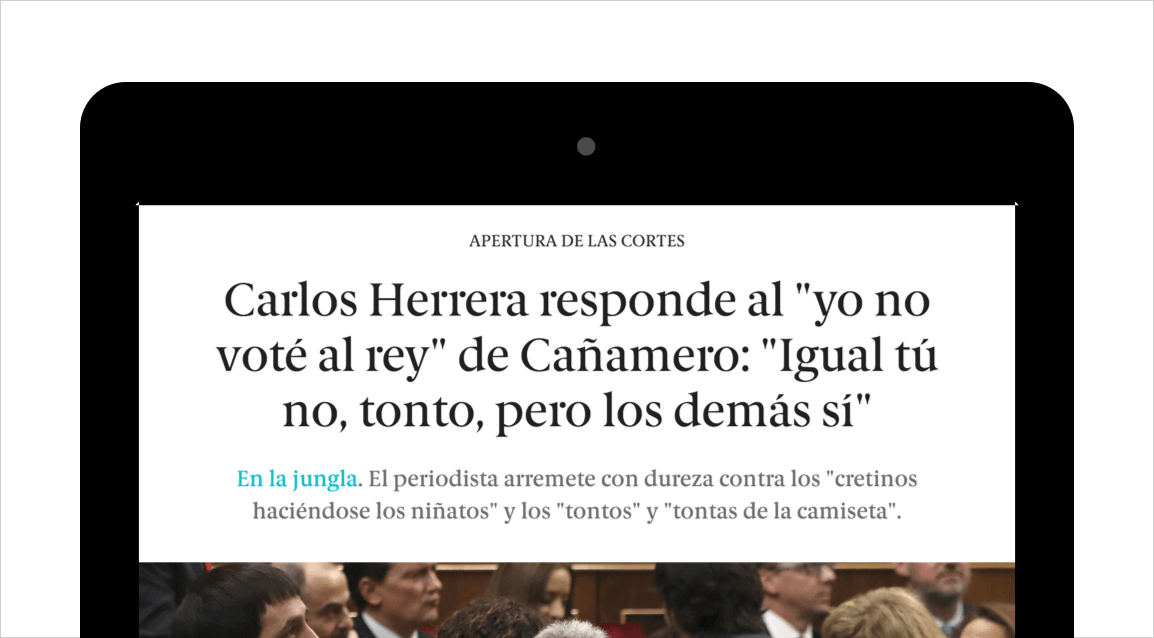 APERTURA DE LAS CORTES
Carlos Herrera responde al "yo no
voté al rey" de Cañamero: "Igual tú
no, tonto, pero los demás sí"
En la jungla. El periodista arremete con dureza contra los "cretinos
haciéndose los niñatos" y los "tontos" y "tontas de la camiseta".